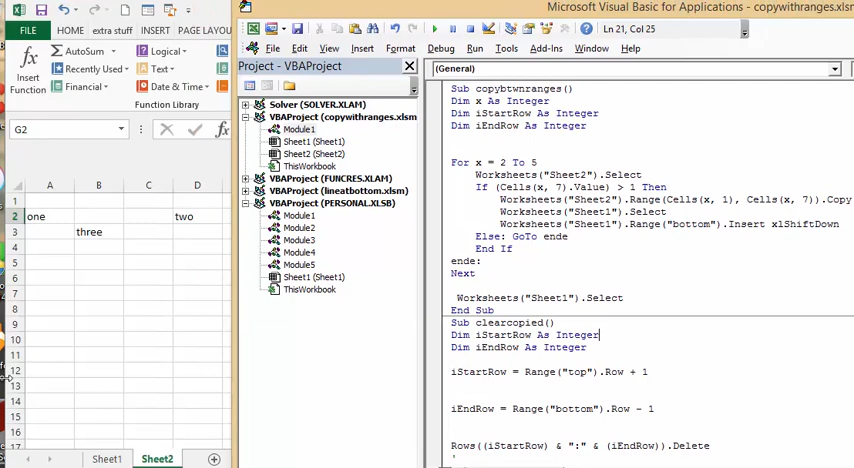 FILE HOME extra stuff INSERT PAGE LAYOU
fx
Insert
Function
AutoSum
Recently Used
Financial
Logical
Text
Date & Time
Function Library
G2
fx
A B C D
1
2 one two
3 three
4
5
6
7
8
9
10
11
12
13
14
15
16
17
Sheet1 Sheet2
Microsoft Visual Basic for Applications - copywithranges.xlsm
Ln 21, Col 25
File Edit View Insert Format Debug Run Tools Add-Ins Window Help
Project - VBAProject
Solver (SOLVER.XLAM)
VBAProject (copywithranges.xlsm
Module1
Sheet1 (Sheet1)
Sheet2 (Sheet2)
ThisWorkbook
VBAProject (FUNCRES.XLAM)
VBAProject (lineatbottom.xlsm)
VBAProject (PERSONAL.XLSB)
Module1
Module2
Module3
Module4
Module5
Sheet1 (Sheet1)
ThisWorkbook
(General)
Sub copybtwnranges()
Dim x As Integer
Dim iStartRow As Integer
Dim iEndRow As Integer
For x = 2 To 5
Worksheets("Sheet2").Select
If (Cells(x, 7).Value) > 1 Then
Worksheets("Sheet2").Range(Cells(x, 1), Cells(x, 7)).Copy
Worksheets("Sheet1").Select
Worksheets("Sheet1").Range("bottom").Insert xlShiftDown
Else: GoTo ende
End If
ende:
Next
Worksheets("Sheet1").Select
End Sub
Sub clearcopied()
Dim iStartRow As Integer
Dim iEndRow As Integer
iStartRow = Range("top").Row + 1
iEndRow = Range("bottom").Row - 1
Rows((iStartRow) & ":" & (iEndRow)).Delete
'